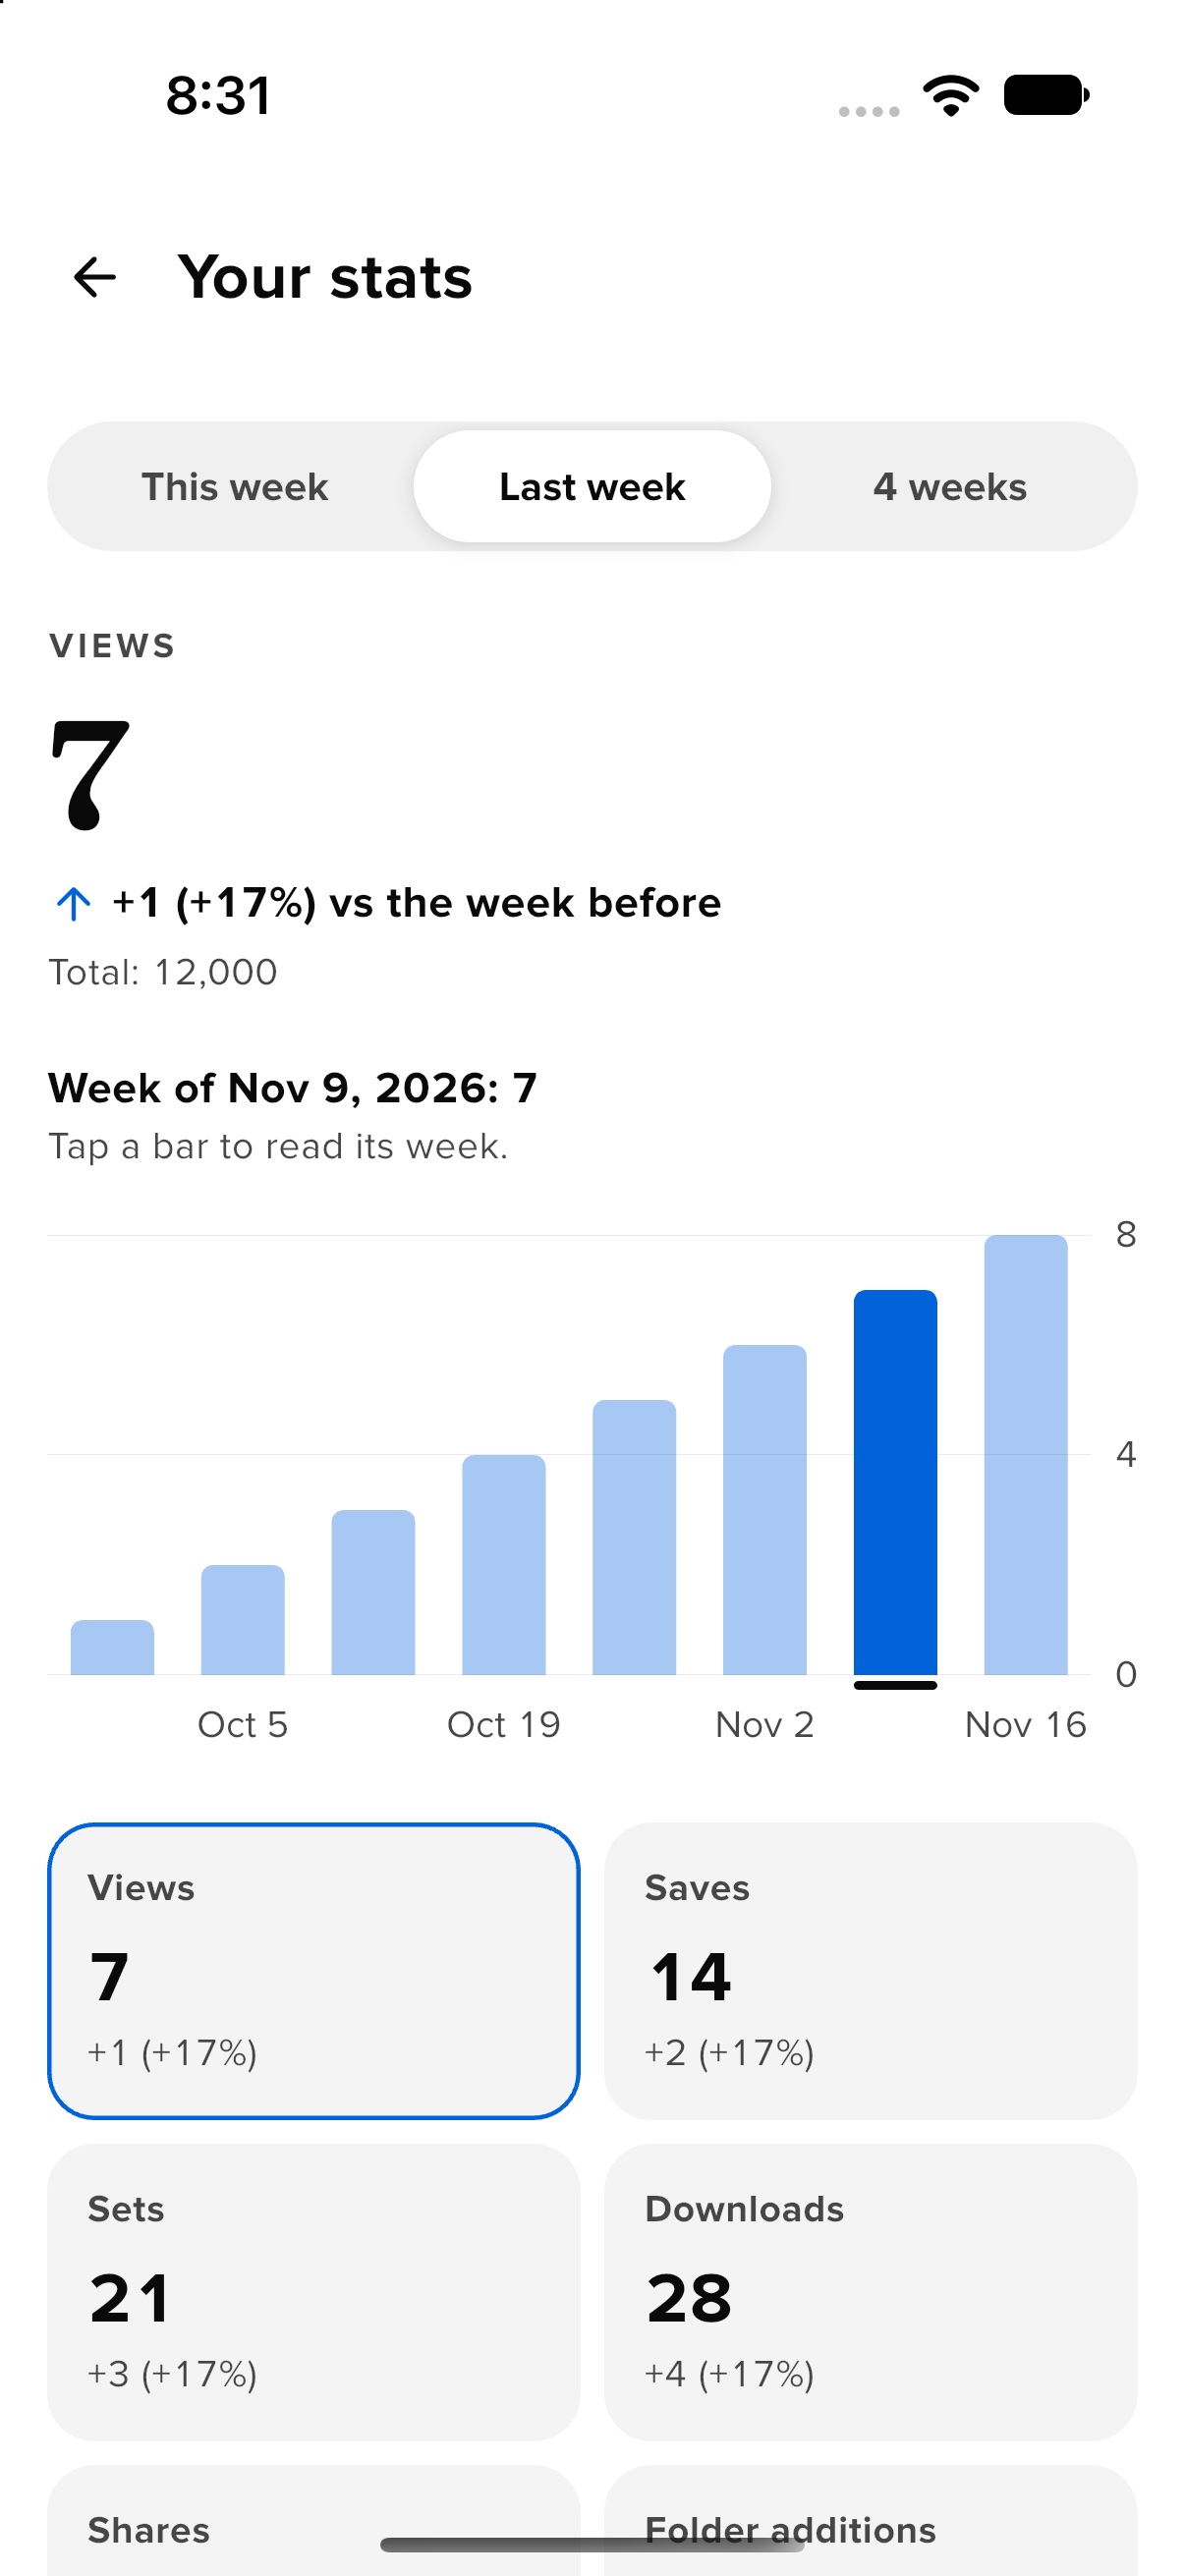 8:31
Your stats
This week
Last week
4 weeks
VIEWS
7
+1 (+17%) vs the week before
Total: 12,000
Week of Nov 9, 2026: 7
Tap a bar to read its week.
8
4
0
Oct 5
Oct 19
Nov 2
Nov 16
Views
7
+1 (+17%)
Saves
14
+2 (+17%)
Sets
21
+3 (+17%)
Downloads
28
+4 (+17%)
Shares
Folder additions